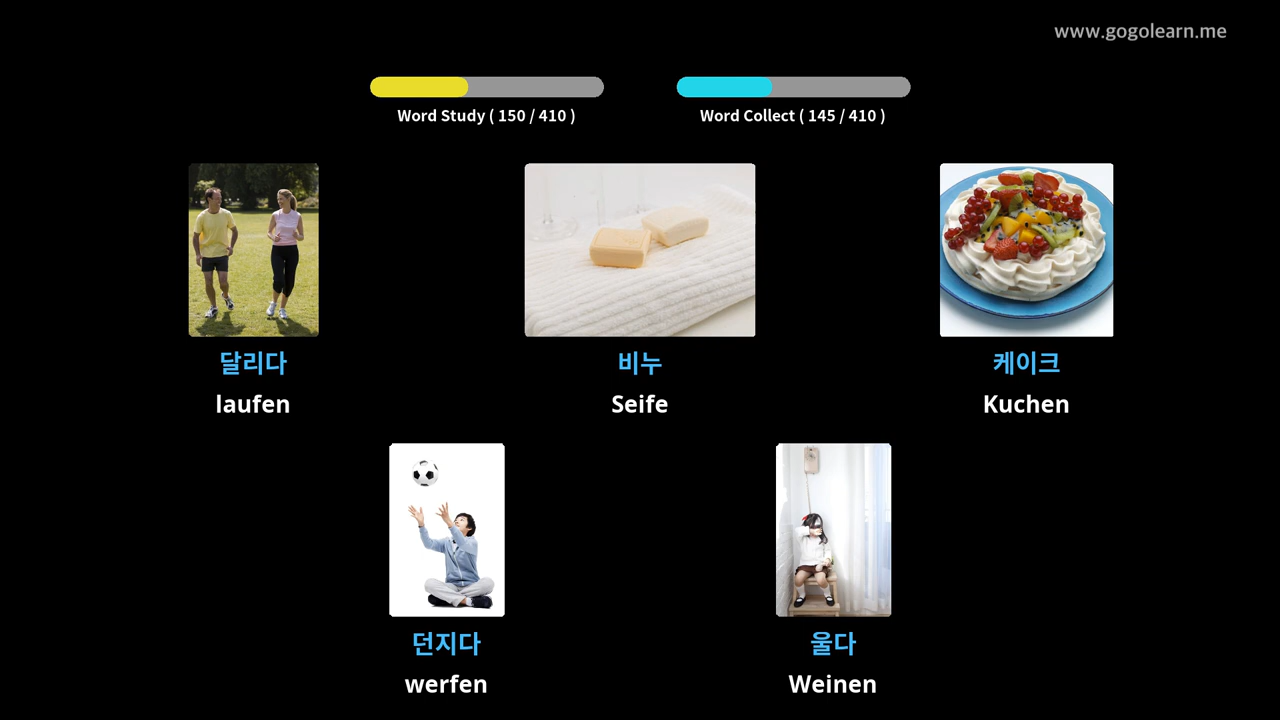 www.gogolearn.me
Word Study ( 150 / 410 )
Word Collect ( 145 / 410 )
달리다
laufen
비누
Seife
케이크
Kuchen
던지다
werfen
울다
Weinen